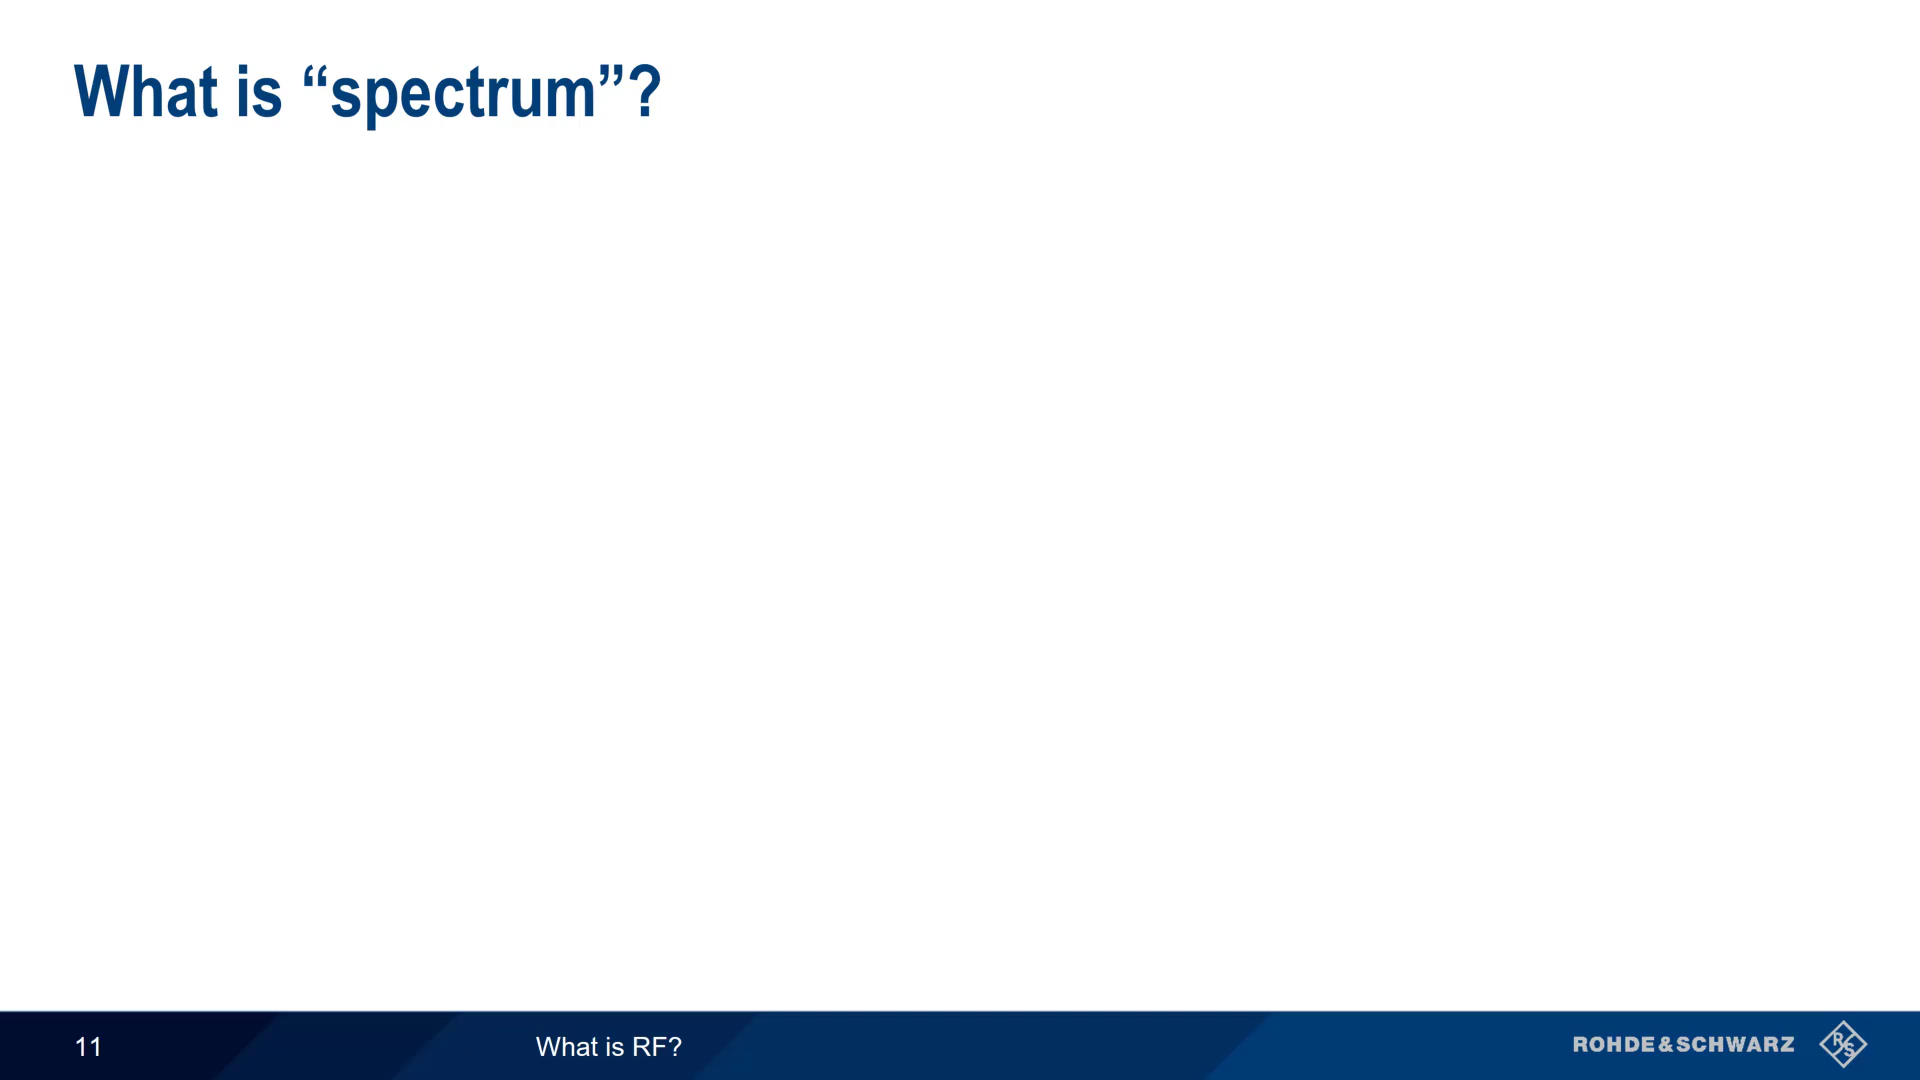 What is “spectrum”?
11
What is RF?
ROHDE&SCHWARZ
R
S